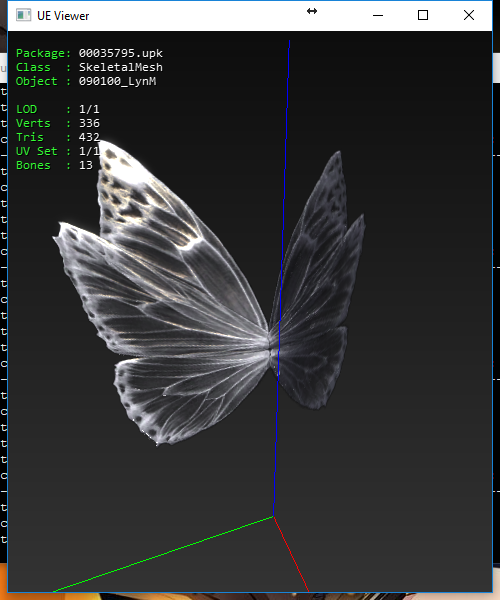 UE Viewer
Package: 00035795.upk
Class  : SkeletalMesh
Object : 090100_LynM
LOD    : 1/1
Verts  : 336
Tris   : 432
UV Set : 1/1
Bones  : 13